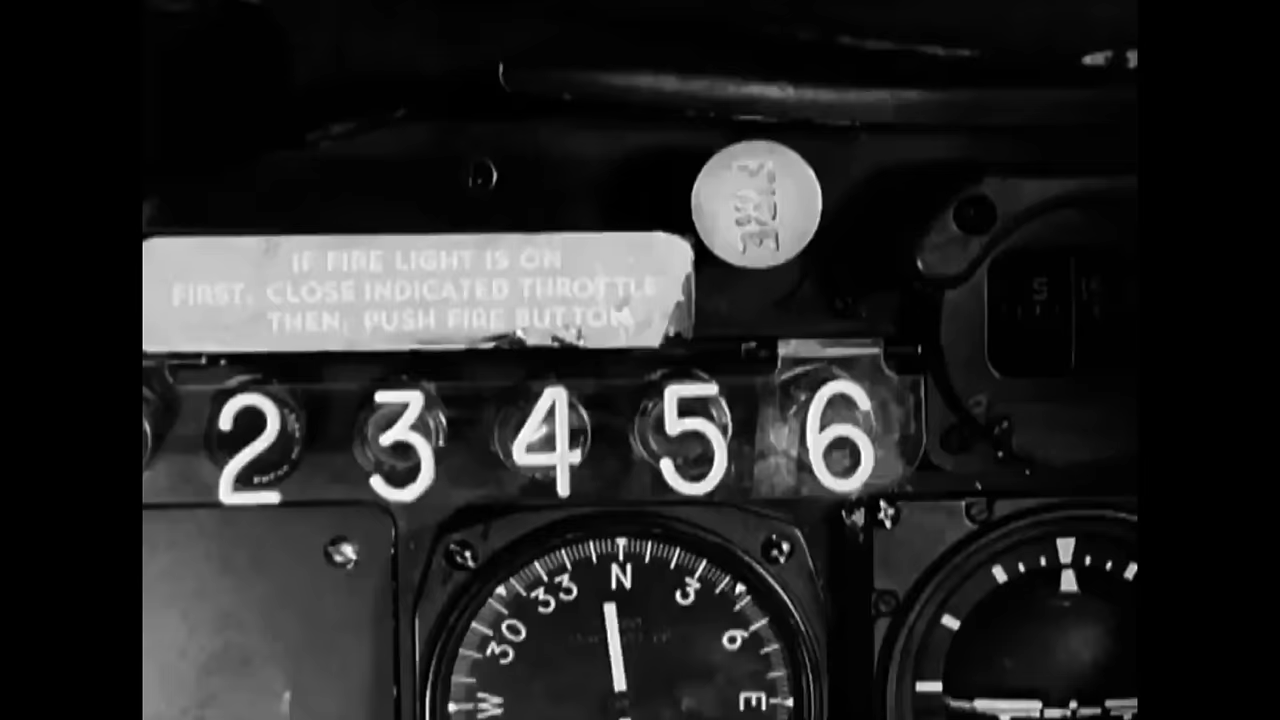 IF FIRE LIGHT IS ON
FIRST, CLOSE INDICATED THROTTLE
THEN, PUSH FIRE BUTTON
S
2 3 4 5 6
N
33 3
30 6
W E